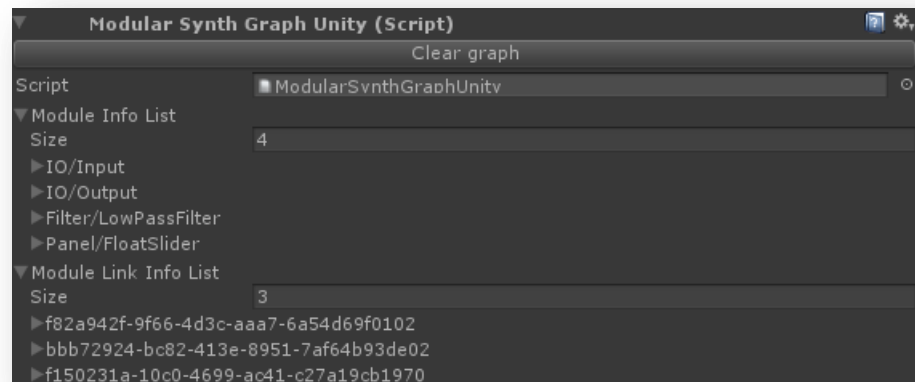 Modular Synth Graph Unity (Script)
Clear graph
Script ModularSynthGraphUnity
Module Info List
Size 4
IO/Input
IO/Output
Filter/LowPassFilter
Panel/FloatSlider
Module Link Info List
Size 3
f82a942f-9f66-4d3c-aaa7-6a54d69f0102
bbb72924-bc82-413e-8951-7af64b93de02
f150231a-10c0-4699-ac41-c27a19cb1970